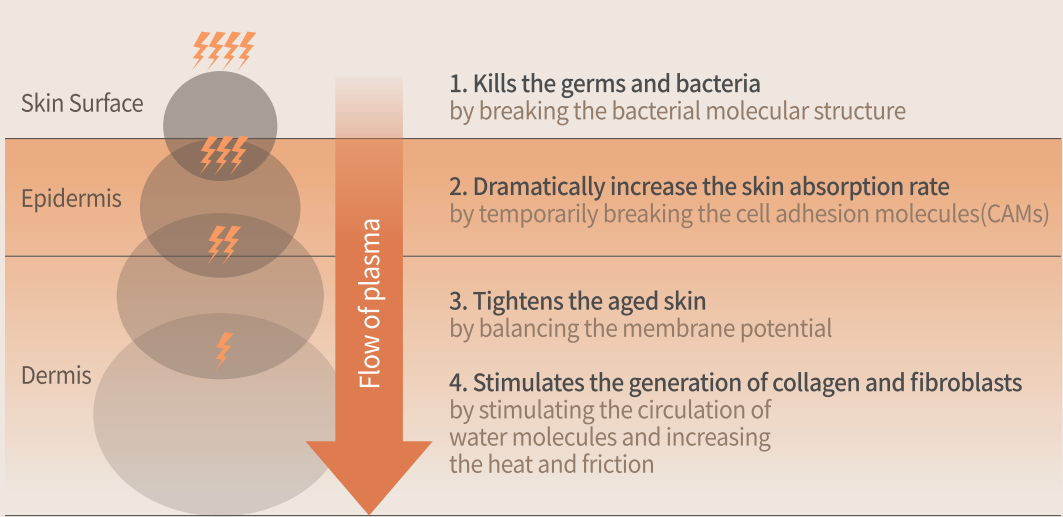 Skin Surface
1. Kills the germs and bacteria
by breaking the bacterial molecular structure
Epidermis
2. Dramatically increase the skin absorption rate
by temporarily breaking the cell adhesion molecules(CAMs)
Flow of plasma
Dermis
3. Tightens the aged skin
by balancing the membrane potential
4. Stimulates the generation of collagen and fibroblasts
by stimulating the circulation of
water molecules and increasing
the heat and friction